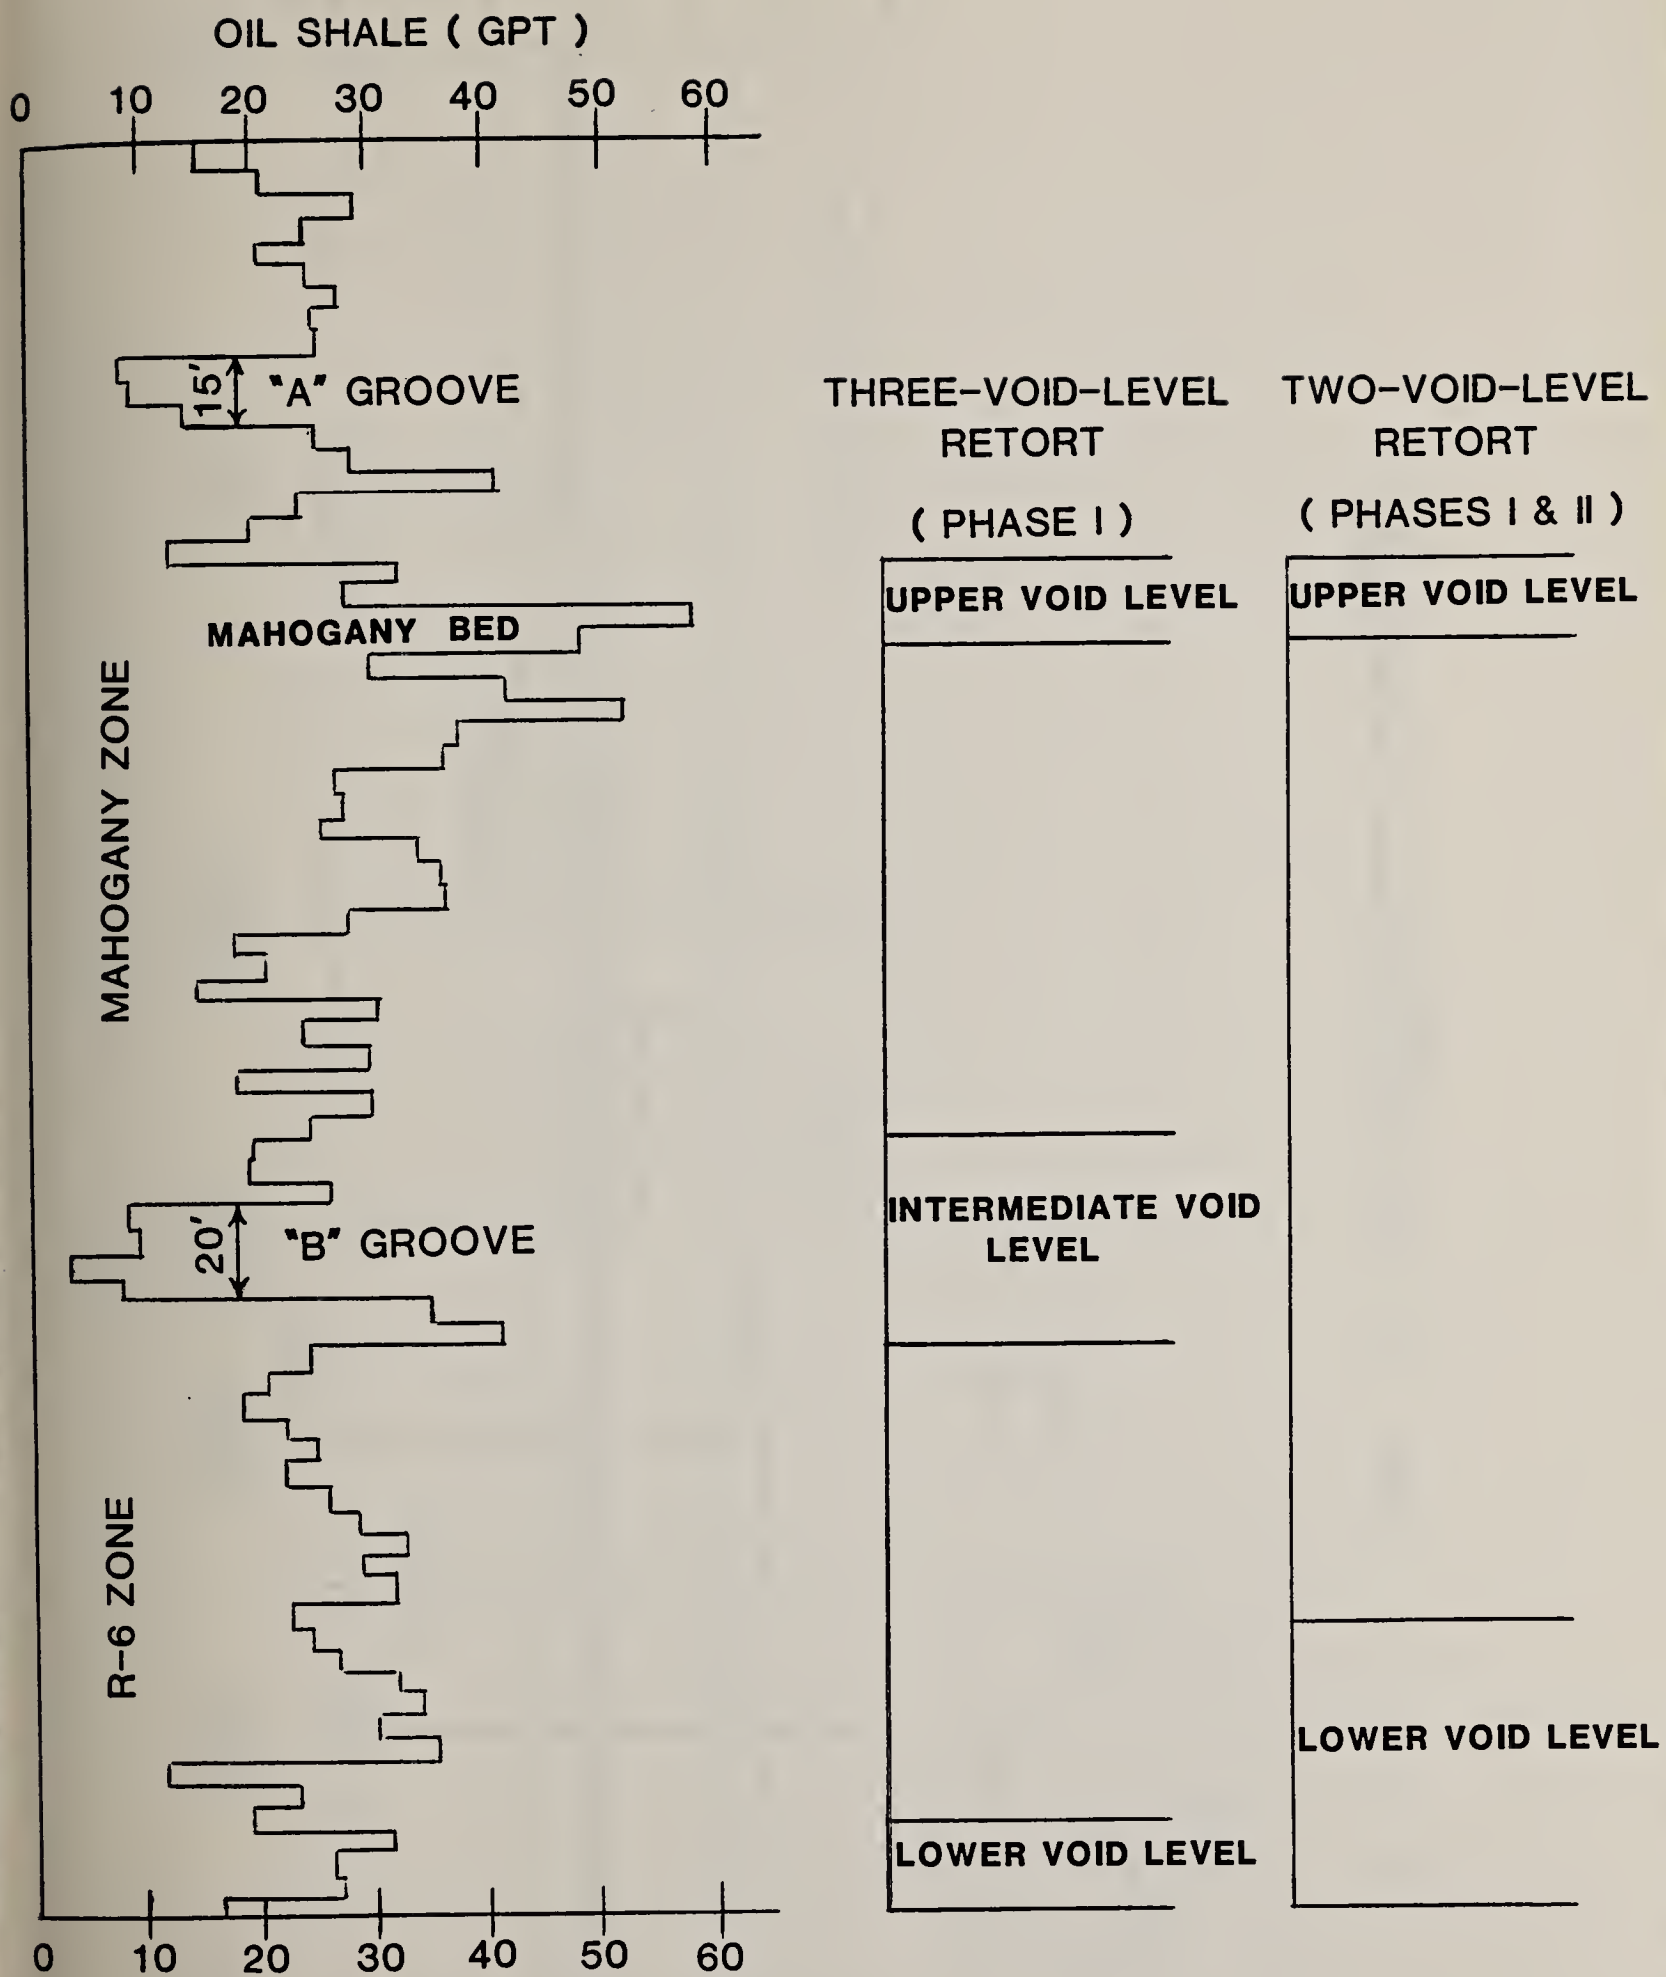 OIL SHALE ( GPT )
0 10 20 30 40 50 60
15'
"A" GROOVE
THREE-VOID-LEVEL
RETORT
( PHASE I )
TWO-VOID-LEVEL
RETORT
( PHASES I & II )
UPPER VOID LEVEL
UPPER VOID LEVEL
MAHOGANY BED
MAHOGANY ZONE
INTERMEDIATE VOID
LEVEL
20'
"B" GROOVE
R-6 ZONE
LOWER VOID LEVEL
LOWER VOID LEVEL
0 10 20 30 40 50 60